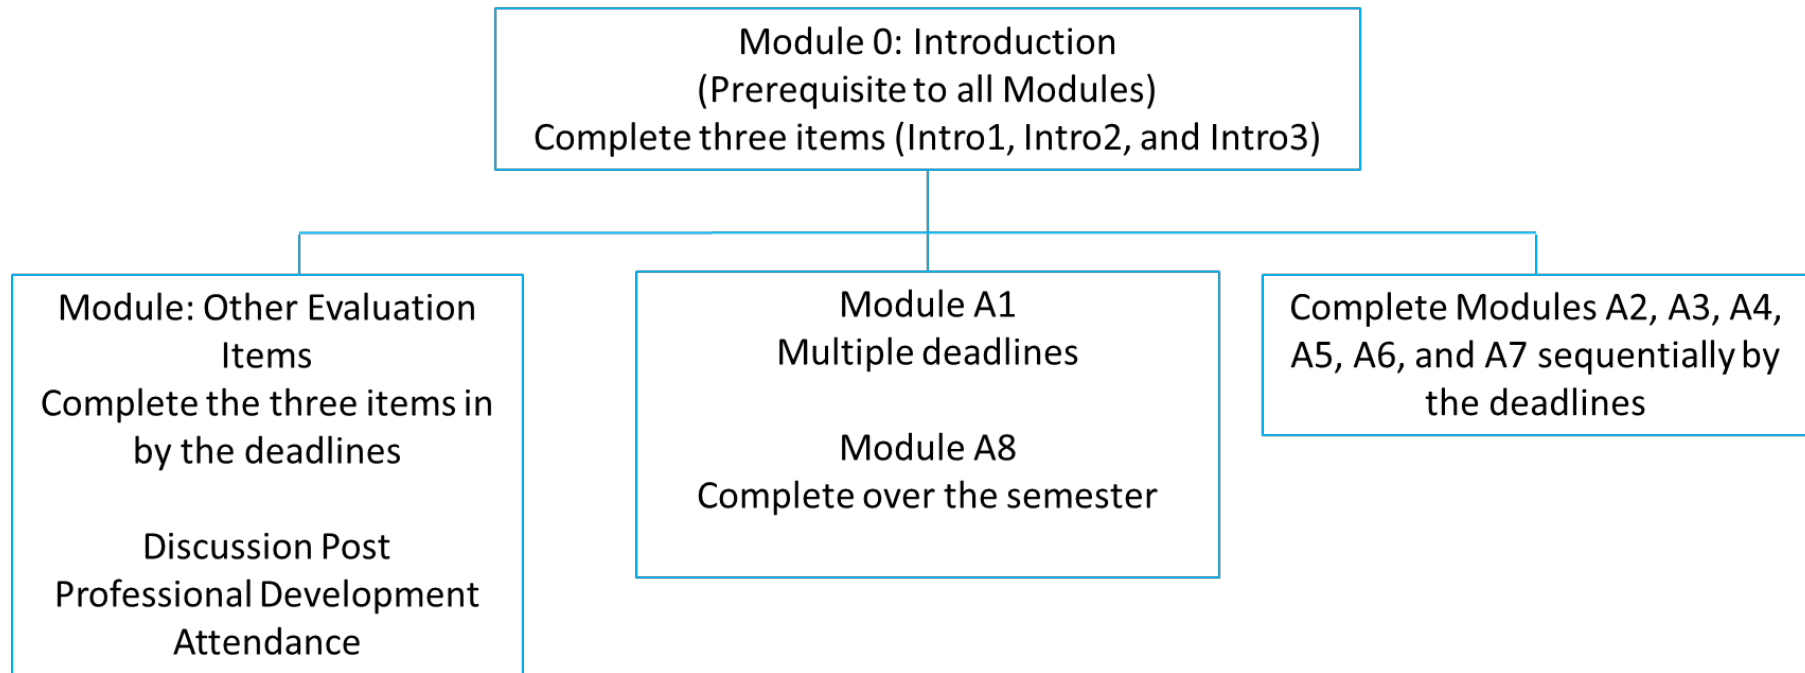 Module 0: Introduction
(Prerequisite to all Modules)
Complete three items (Intro1, Intro2, and Intro3)
Module: Other Evaluation
Items
Complete the three items in
by the deadlines
Discussion Post
Professional Development
Attendance
Module A1
Multiple deadlines
Module A8
Complete over the semester
Complete Modules A2, A3, A4,
A5, A6, and A7 sequentially by
the deadlines